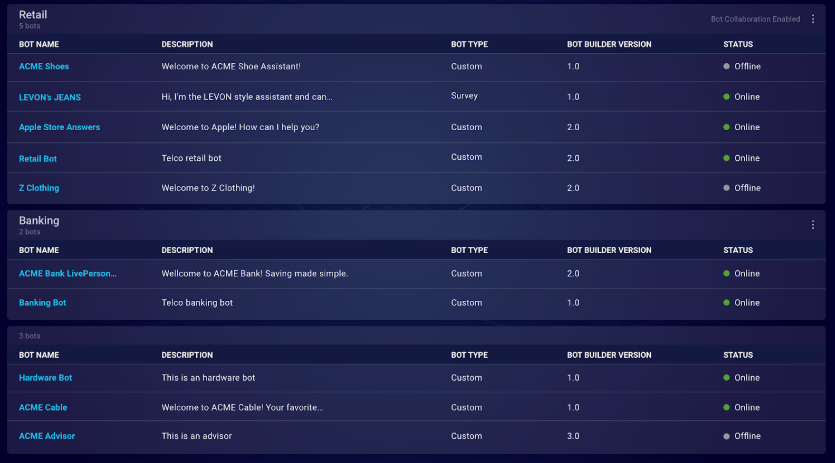 Retail
5 bots
Bot Collaboration Enabled
BOT NAME DESCRIPTION BOT TYPE BOT BUILDER VERSION STATUS
ACME Shoes Welcome to ACME Shoe Assistant! Custom 1.0 Offline
LEVON's JEANS Hi, I'm the LEVON style assistant and can... Survey 1.0 Online
Apple Store Answers Welcome to Apple! How can I help you? Custom 2.0 Online
Retail Bot Telco retail bot Custom 2.0 Online
Z Clothing Welcome to Z Clothing! Custom 2.0 Offline
Banking
2 bots
BOT NAME DESCRIPTION BOT TYPE BOT BUILDER VERSION STATUS
ACME Bank LivePerson... Wellcome to ACME Bank! Saving made simple. Custom 2.0 Online
Banking Bot Telco banking bot Custom 1.0 Online
3 bots
BOT NAME DESCRIPTION BOT TYPE BOT BUILDER VERSION STATUS
Hardware Bot This is an hardware bot Custom 1.0 Online
ACME Cable Welcome to ACME Cable! Your favorite... Custom 1.0 Online
ACME Advisor This is an advisor Custom 3.0 Offline